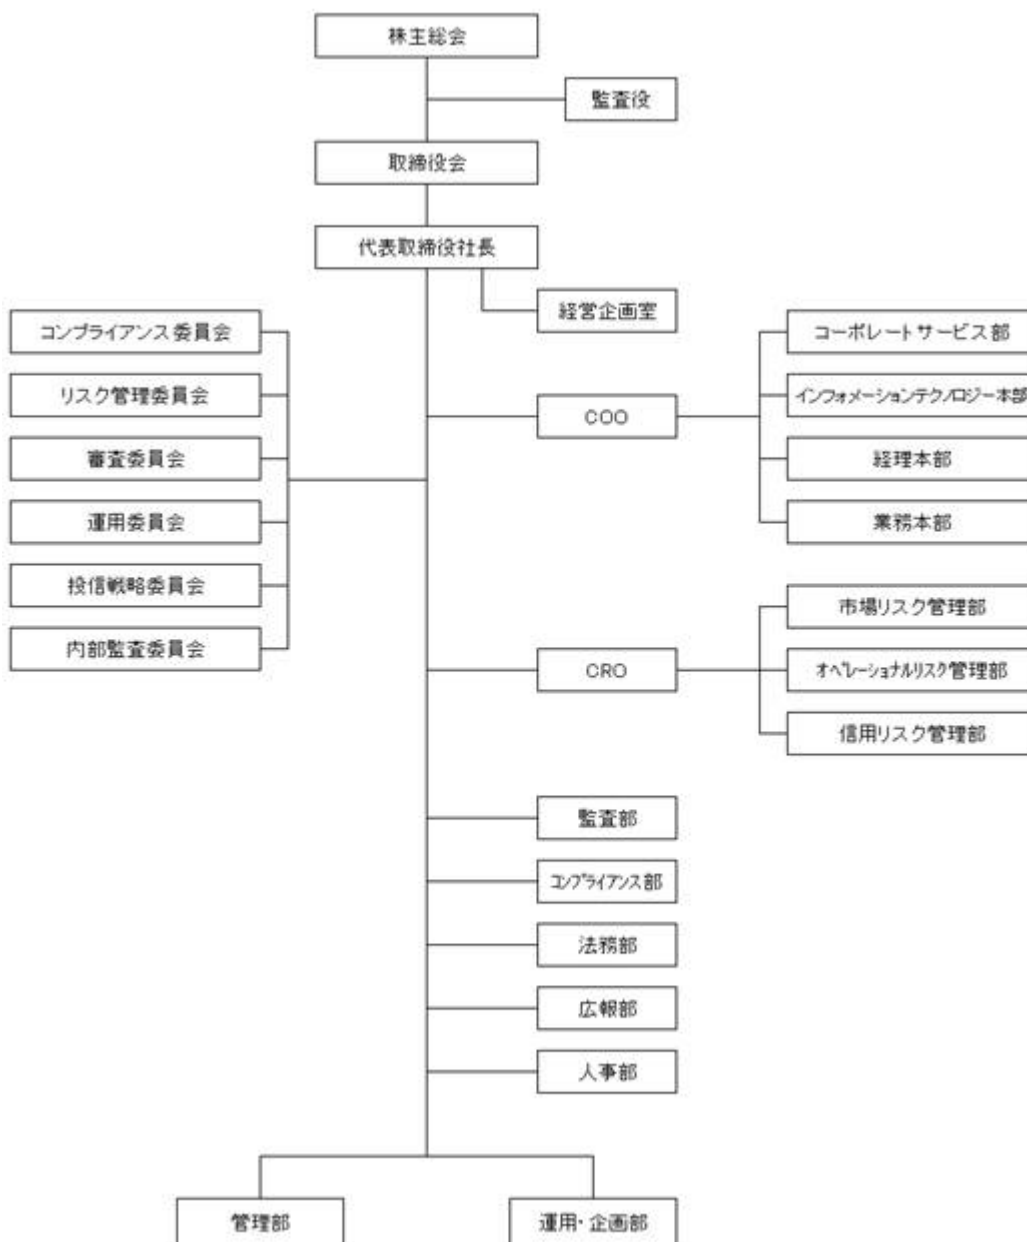 株主総会
監査役
取締役会
代表取締役社長
経営企画室
コンプライアンス委員会
リスク管理委員会
審査委員会
運用委員会
投信戦略委員会
内部監査委員会
COO
コーポレートサービス部
インフォメーションテクノロジー本部
経理本部
業務本部
CRO
市場リスク管理部
オペレーショナルリスク管理部
信用リスク管理部
監査部
コンプライアンス部
法務部
広報部
人事部
管理部
運用・企画部